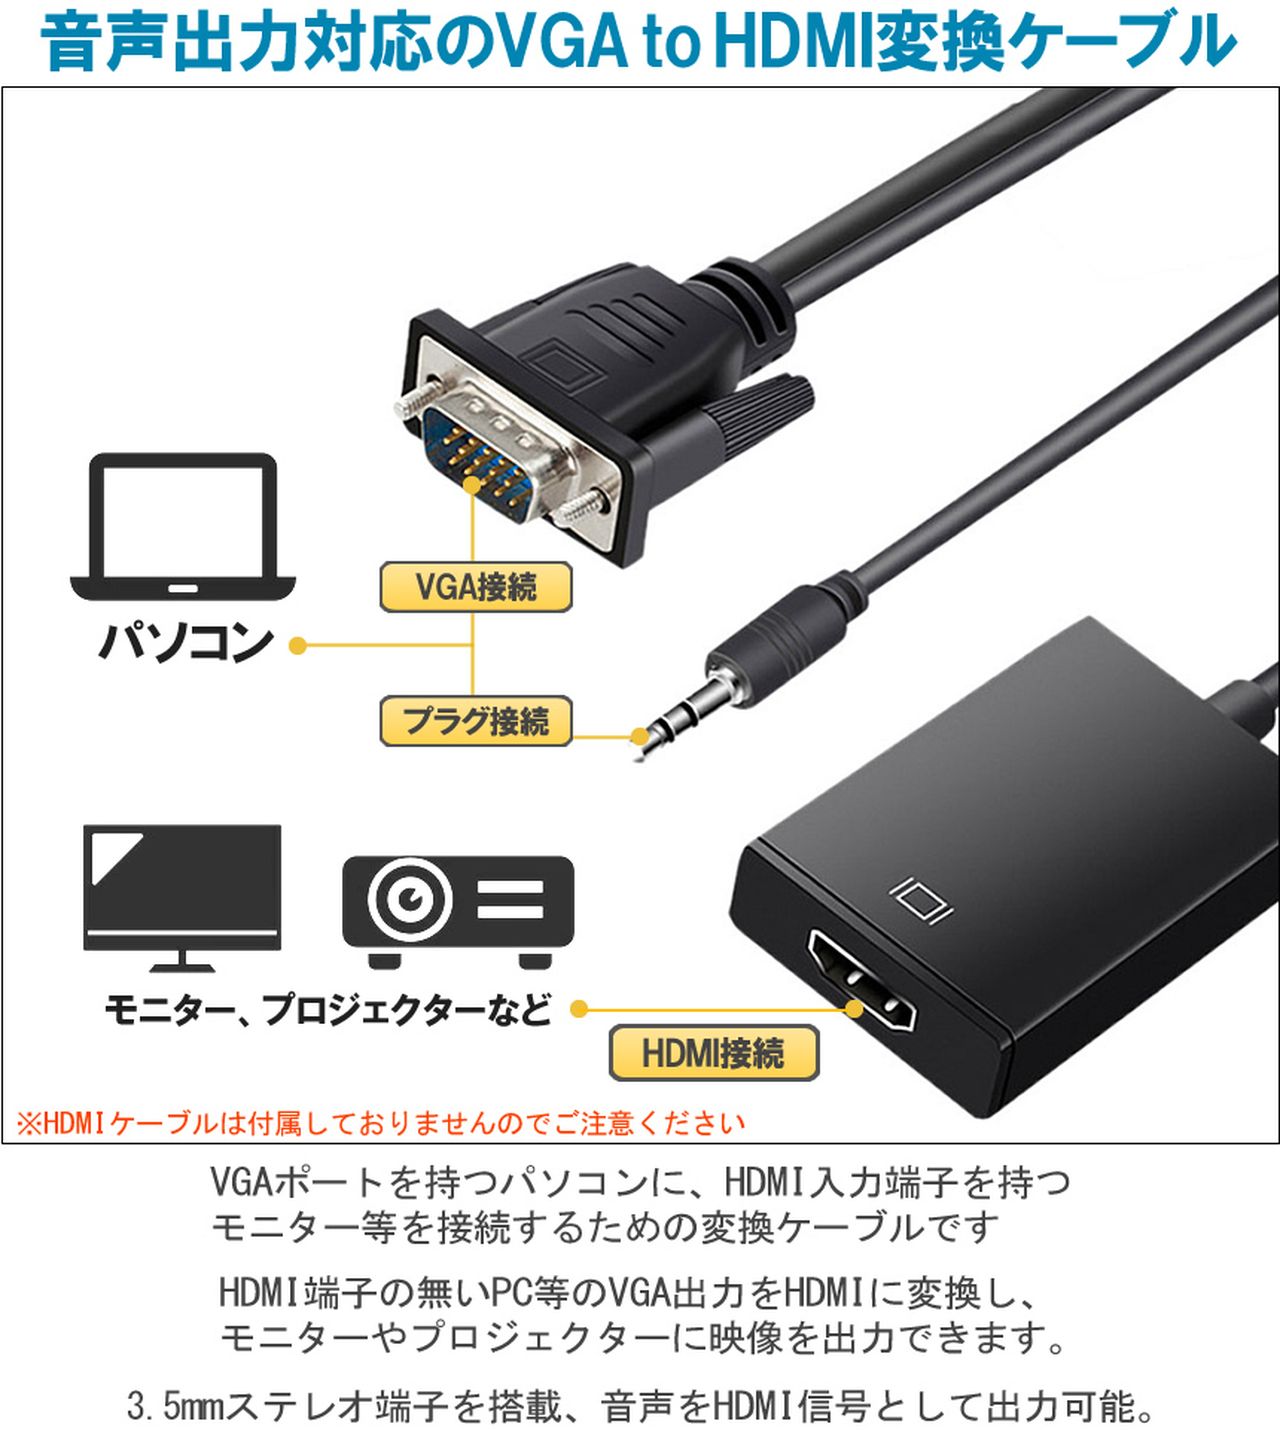 音声出力対応のVGA to HDMI変換ケーブル
VGA接続
パソコン
プラグ接続
モニター、プロジェクターなど
HDMI接続
※HDMIケーブルは付属しておりませんのでご注意ください
VGAポートを持つパソコンに、HDMI入力端子を持つ
モニター等を接続するための変換ケーブルです
HDMI端子の無いPC等のVGA出力をHDMIに変換し、
モニターやプロジェクターに映像を出力できます。
3.5mmステレオ端子を搭載、音声をHDMI信号として出力可能。